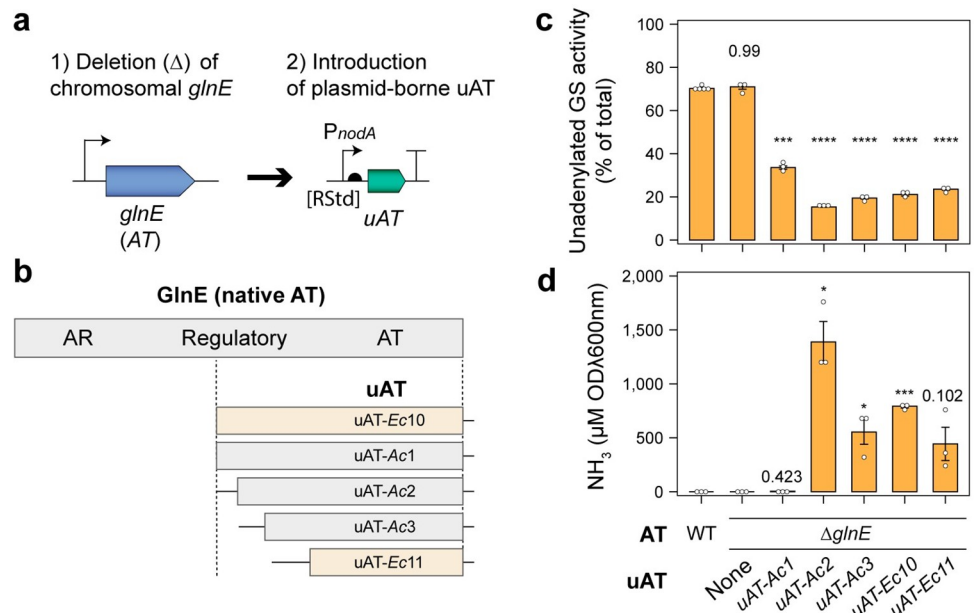 a
1) Deletion (Δ) of
chromosomal glnE
2) Introduction
of plasmid-borne uAT
PnodA
[RStd]
glnE
(AT)
uAT
b
GlnE (native AT)
AR Regulatory AT
uAT
uAT-Ec10
uAT-Ac1
uAT-Ac2
uAT-Ac3
uAT-Ec11
c
Unadenylated GS activity
(% of total)
100
80
60
40
20
0
0.99
*** **** **** **** ****
d
NH3 (µM ODλ600nm)
2,000
1,500
1,000
500
0
0.423
*
*
***
0.102
AT WT ΔglnE
uAT None uAT-Ac1 uAT-Ac2 uAT-Ac3 uAT-Ec10 uAT-Ec11